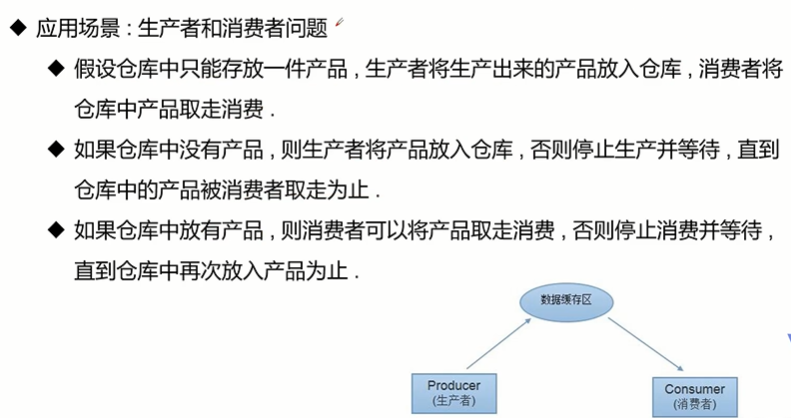 ◆ 应用场景 : 生产者和消费者问题
◆ 假设仓库中只能存放一件产品 , 生产者将生产出来的产品放入仓库 , 消费者将
仓库中产品取走消费 .
◆ 如果仓库中没有产品 , 则生产者将产品放入仓库 , 否则停止生产并等待 , 直到
仓库中的产品被消费者取走为止 .
◆ 如果仓库中放有产品 , 则消费者可以将产品取走消费 , 否则停止消费并等待 ,
直到仓库中再次放入产品为止 .
数据缓存区
Producer
(生产者)
Consumer
(消费者)